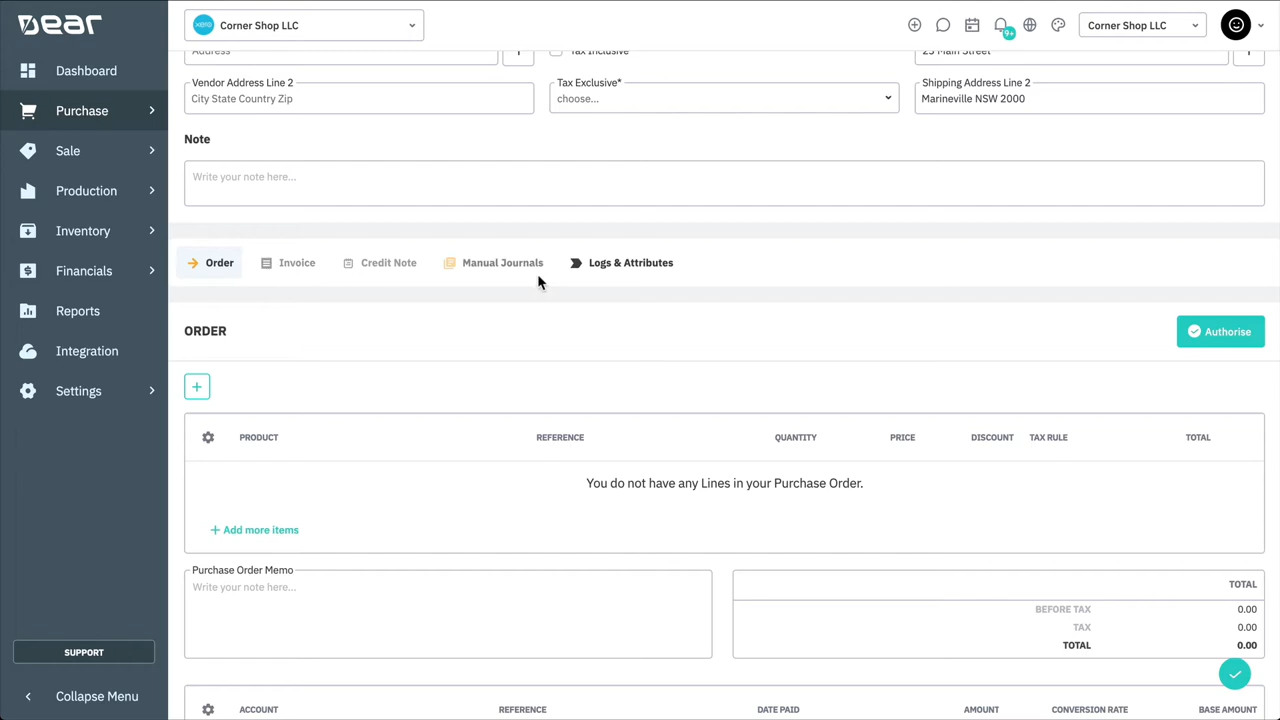 Dear
xero
Corner Shop LLC
9+
Corner Shop LLC
Dashboard
Purchase
Sale
Production
Inventory
Financials
Reports
Integration
Settings
SUPPORT
Collapse Menu
Address
Tax Inclusive
23 Main Street
Vendor Address Line 2
City State Country Zip
Tax Exclusive*
choose...
Shipping Address Line 2
Marineville NSW 2000
Note
Write your note here...
Order
Invoice
Credit Note
Manual Journals
Logs & Attributes
ORDER
Authorise
PRODUCT REFERENCE QUANTITY PRICE DISCOUNT TAX RULE TOTAL
You do not have any Lines in your Purchase Order.
+ Add more items
Purchase Order Memo
Write your note here...
TOTAL
BEFORE TAX 0.00
TAX 0.00
TOTAL 0.00
ACCOUNT REFERENCE DATE PAID AMOUNT CONVERSION RATE BASE AMOUNT